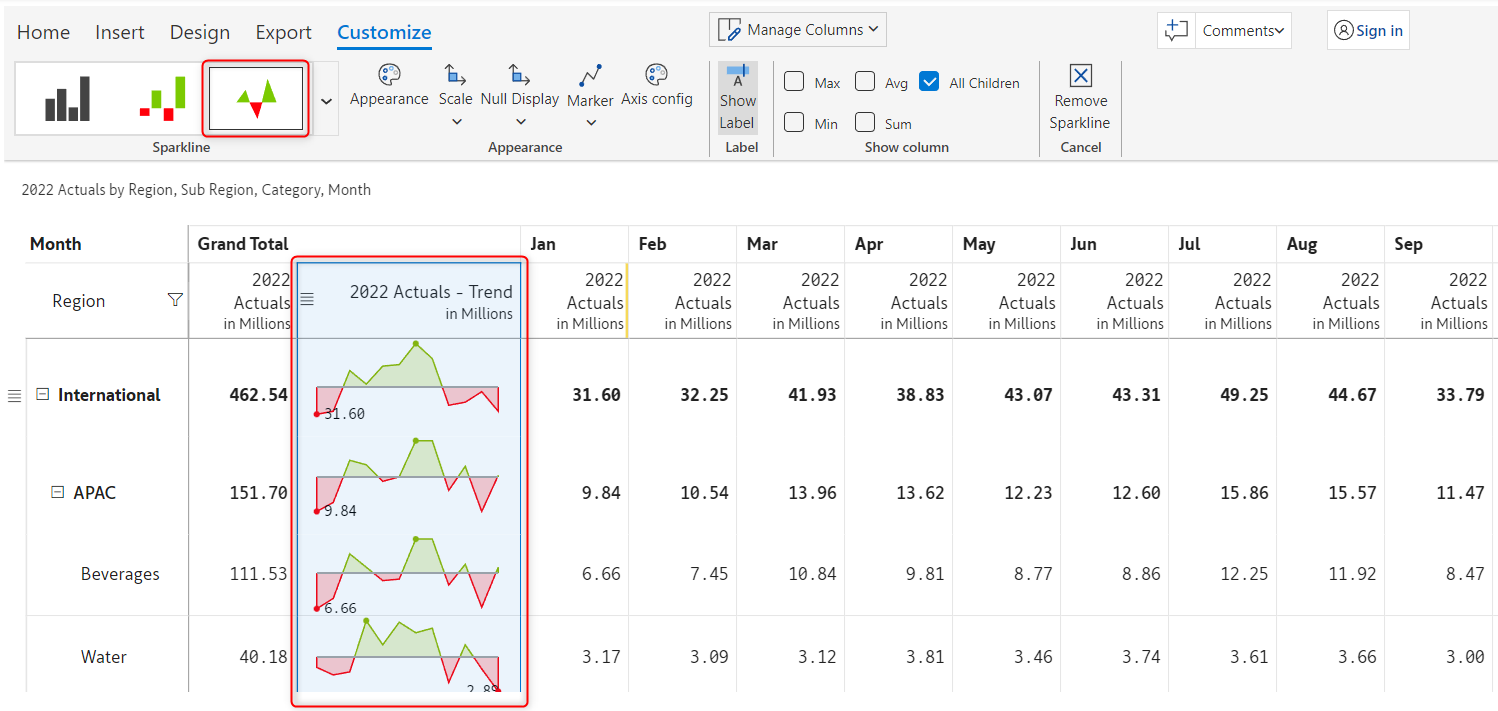 Home Insert Design Export Customize Manage Columns Comments Sign in
Appearance Scale Null Display Marker Axis config Show Label Max Avg All Children Remove Sparkline
Min Sum
Sparkline Appearance Label Show column Cancel
2022 Actuals by Region, Sub Region, Category, Month
Month Grand Total Jan Feb Mar Apr May Jun Jul Aug Sep
Region 2022 Actuals in Millions 2022 Actuals - Trend in Millions 2022 Actuals in Millions 2022 Actuals in Millions 2022 Actuals in Millions 2022 Actuals in Millions 2022 Actuals in Millions 2022 Actuals in Millions 2022 Actuals in Millions 2022 Actuals in Millions 2022 Actuals in Millions
International 462.54 31.60 31.60 32.25 41.93 38.83 43.07 43.31 49.25 44.67 33.79
APAC 151.70 9.84 9.84 10.54 13.96 13.62 12.23 12.60 15.86 15.57 11.47
Beverages 111.53 6.66 6.66 7.45 10.84 9.81 8.77 8.86 12.25 11.92 8.47
Water 40.18 2.89 3.17 3.09 3.12 3.81 3.46 3.74 3.61 3.66 3.00